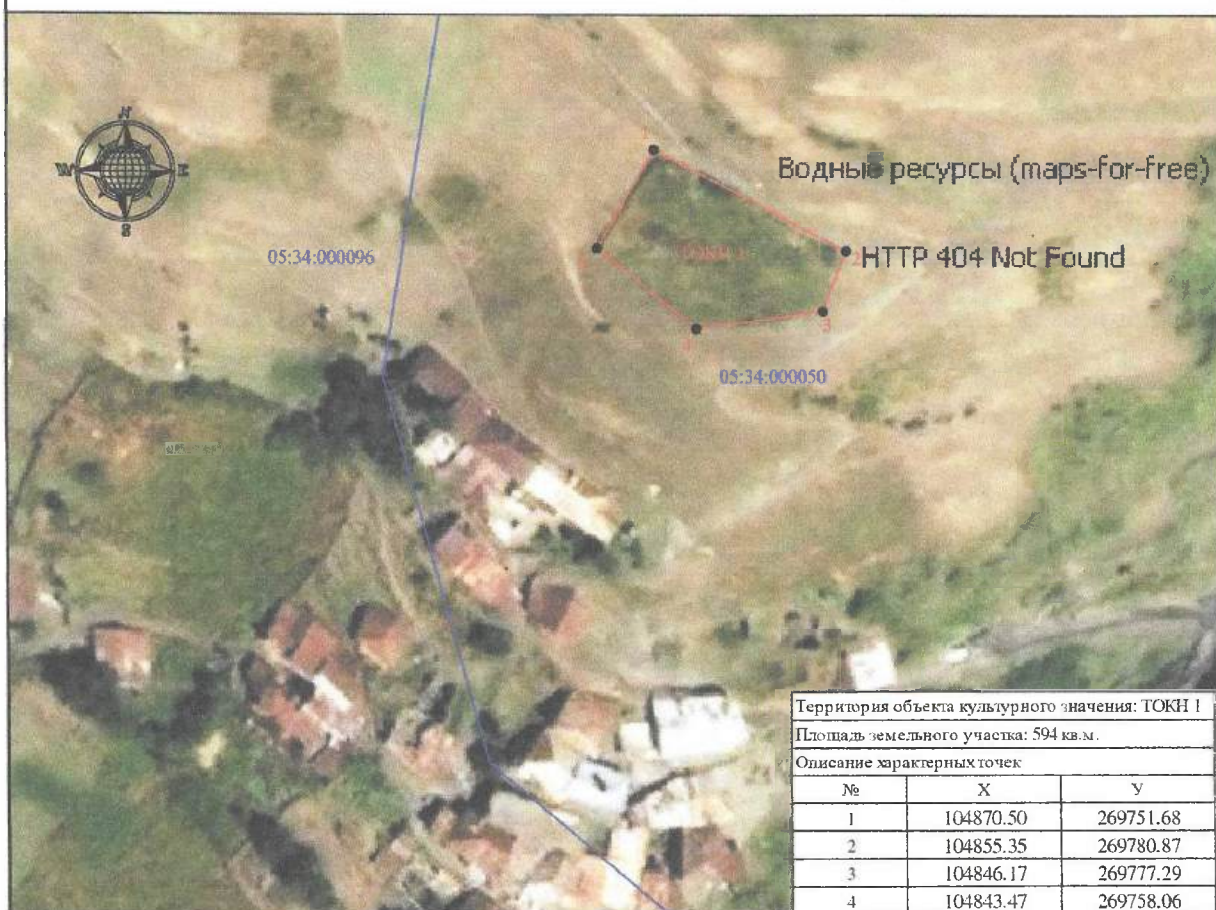 N
W E
S
1
Водные ресурсы (maps-for-free)
05:34:000096
ТОКН 1
2
HTTP 404 Not Found
3
4
05:34:000050
Территория объекта культурного значения: ТОКН 1
Площадь земельного участка: 594 кв.м.
Описание характерных точек
№ X У
1 104870.50 269751.68
2 104855.35 269780.87
3 104846.17 269777.29
4 104843.47 269758.06